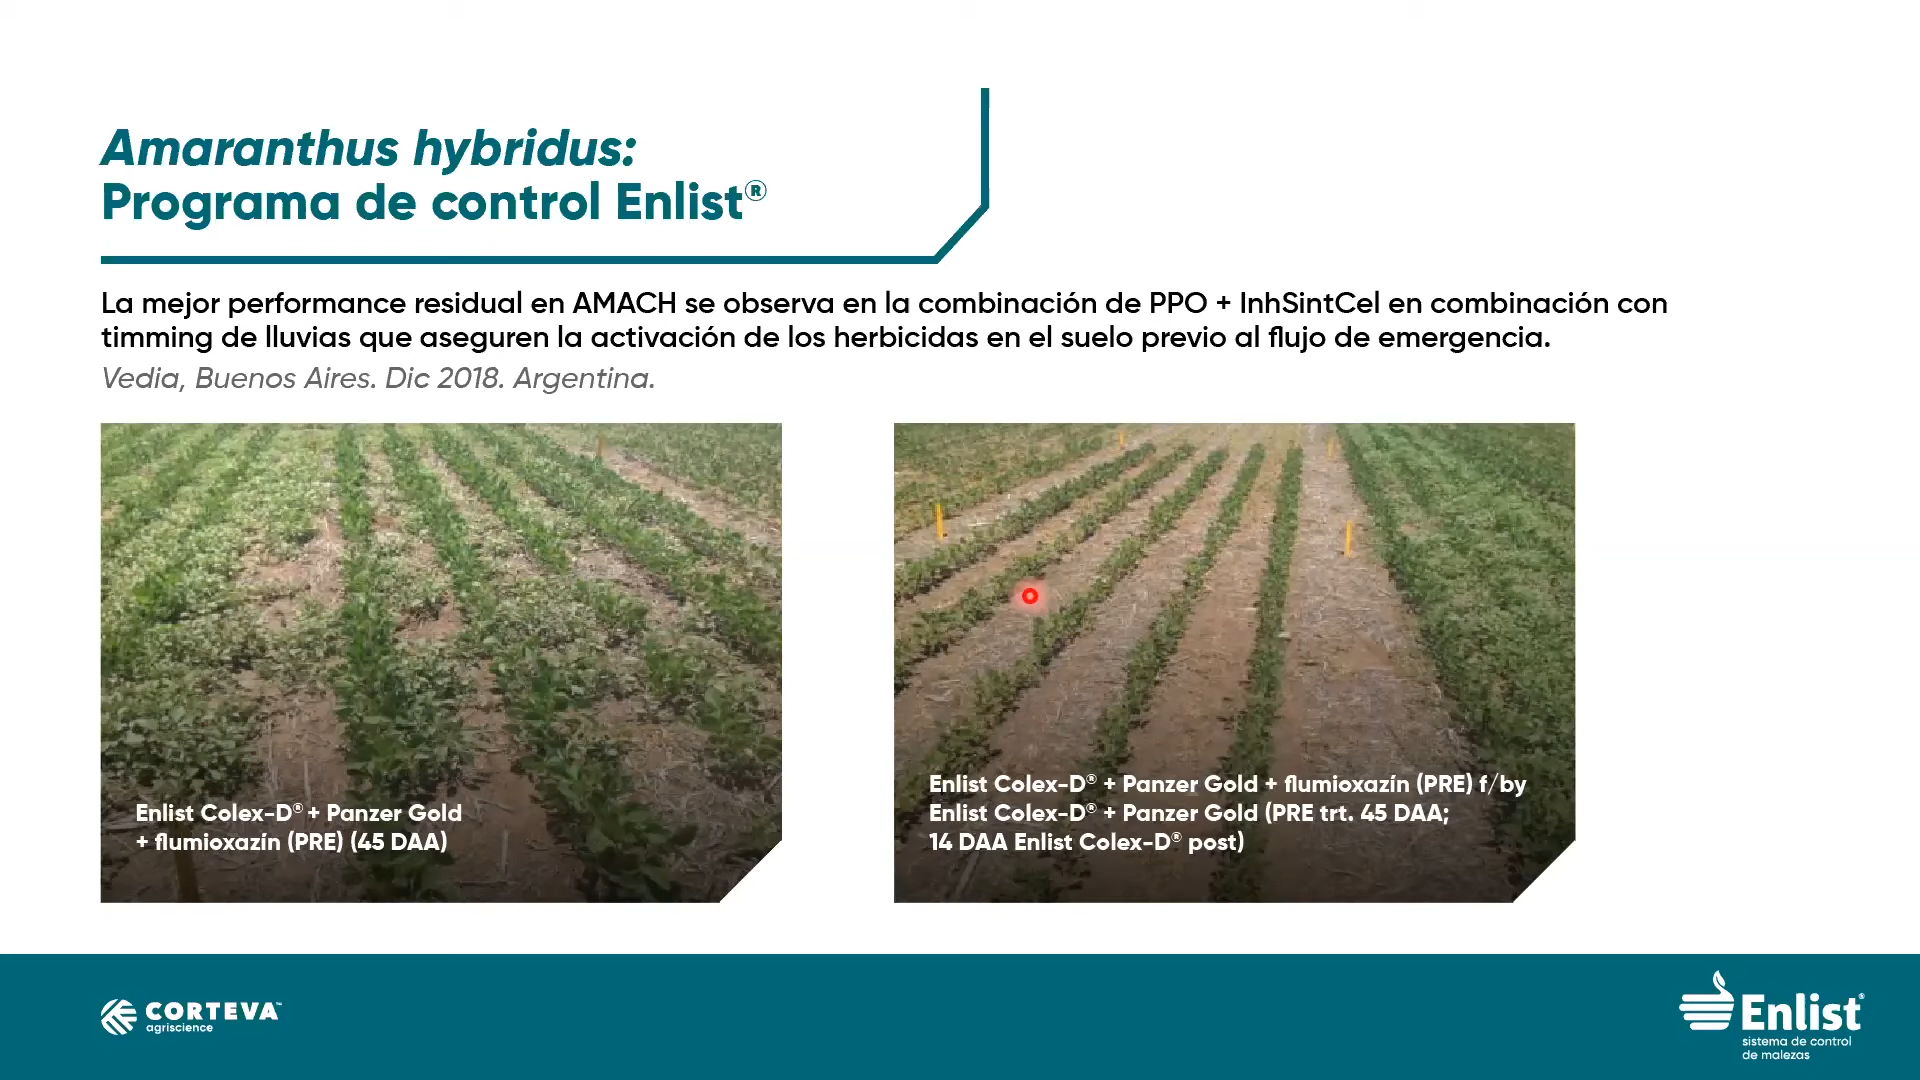 Amaranthus hybridus:
Programa de control Enlist®
La mejor performance residual en AMACH se observa en la combinación de PPO + InhSintCel en combinación con
timming de lluvias que aseguren la activación de los herbicidas en el suelo previo al flujo de emergencia.
Vedia, Buenos Aires. Dic 2018. Argentina.
Enlist Colex-D® + Panzer Gold
+ flumioxazín (PRE) (45 DAA)
Enlist Colex-D® + Panzer Gold + flumioxazín (PRE) f/by
Enlist Colex-D® + Panzer Gold (PRE trt. 45 DAA;
14 DAA Enlist Colex-D® post)
CORTEVA™
agriscience
Enlist®
sistema de control
de malezas